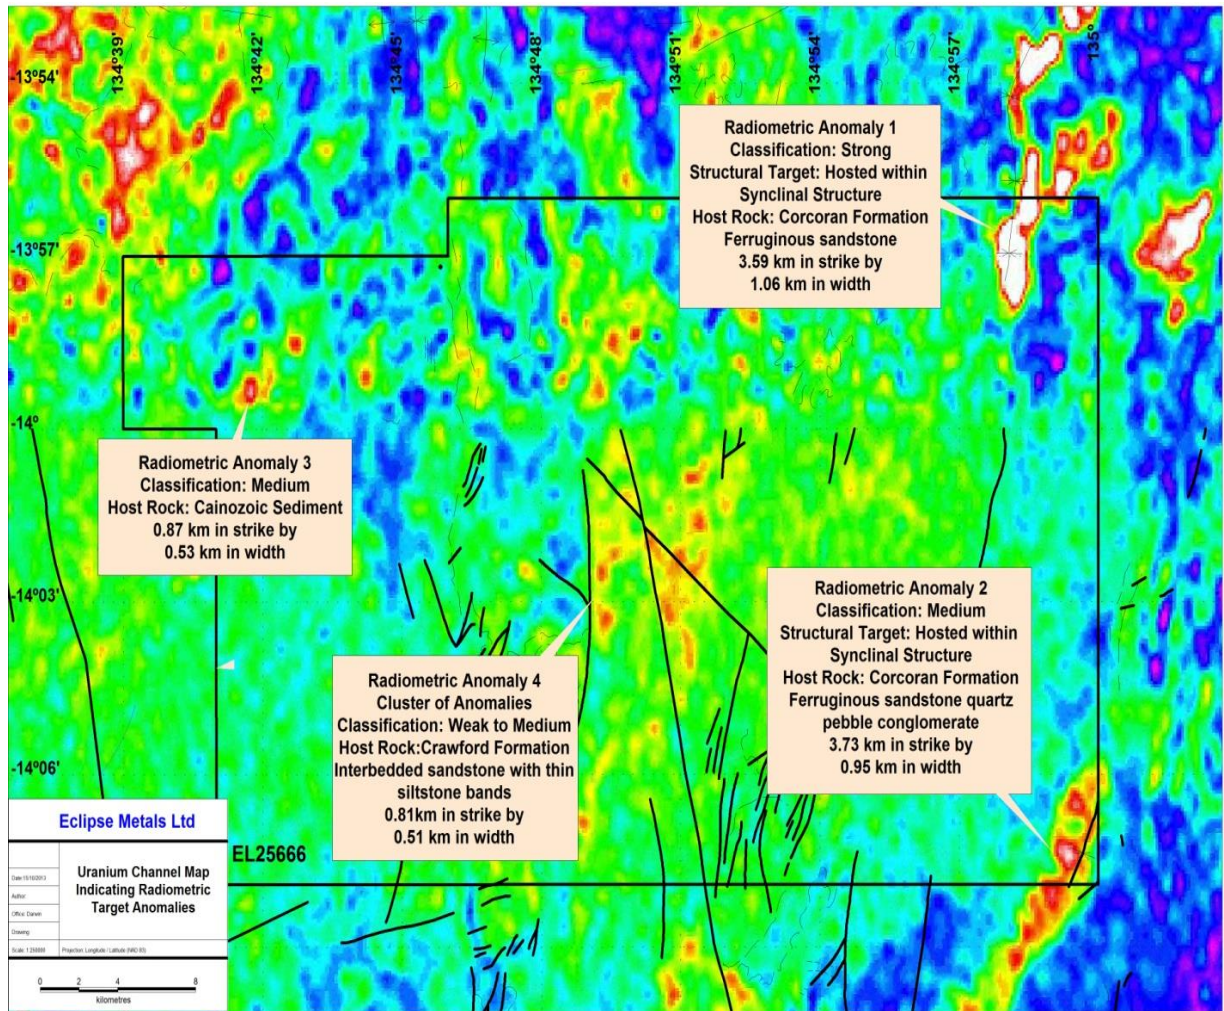 134º39'
134º42'
134º45'
134º48'
134º51'
134º54'
134º57'
135º
-13º54'
-13º57'
-14º
-14º03'
-14º06'
Radiometric Anomaly 1
Classification: Strong
Structural Target: Hosted within
Synclinal Structure
Host Rock: Corcoran Formation
Ferruginous sandstone
3.59 km in strike by
1.06 km in width
Radiometric Anomaly 3
Classification: Medium
Host Rock: Cainozoic Sediment
0.87 km in strike by
0.53 km in width
Radiometric Anomaly 2
Classification: Medium
Structural Target: Hosted within
Synclinal Structure
Host Rock: Corcoran Formation
Ferruginous sandstone quartz
pebble conglomerate
3.73 km in strike by
0.95 km in width
Radiometric Anomaly 4
Cluster of Anomalies
Classification: Weak to Medium
Host Rock:Crawford Formation
Interbedded sandstone with thin
siltstone bands
0.81km in strike by
0.51 km in width
EL25666
Eclipse Metals Ltd
Uranium Channel Map
Indicating Radiometric
Target Anomalies
Author:
Office: Darwin
Drawing:
Projection: Longitude / Latitude
0 2 4 8
kilometres